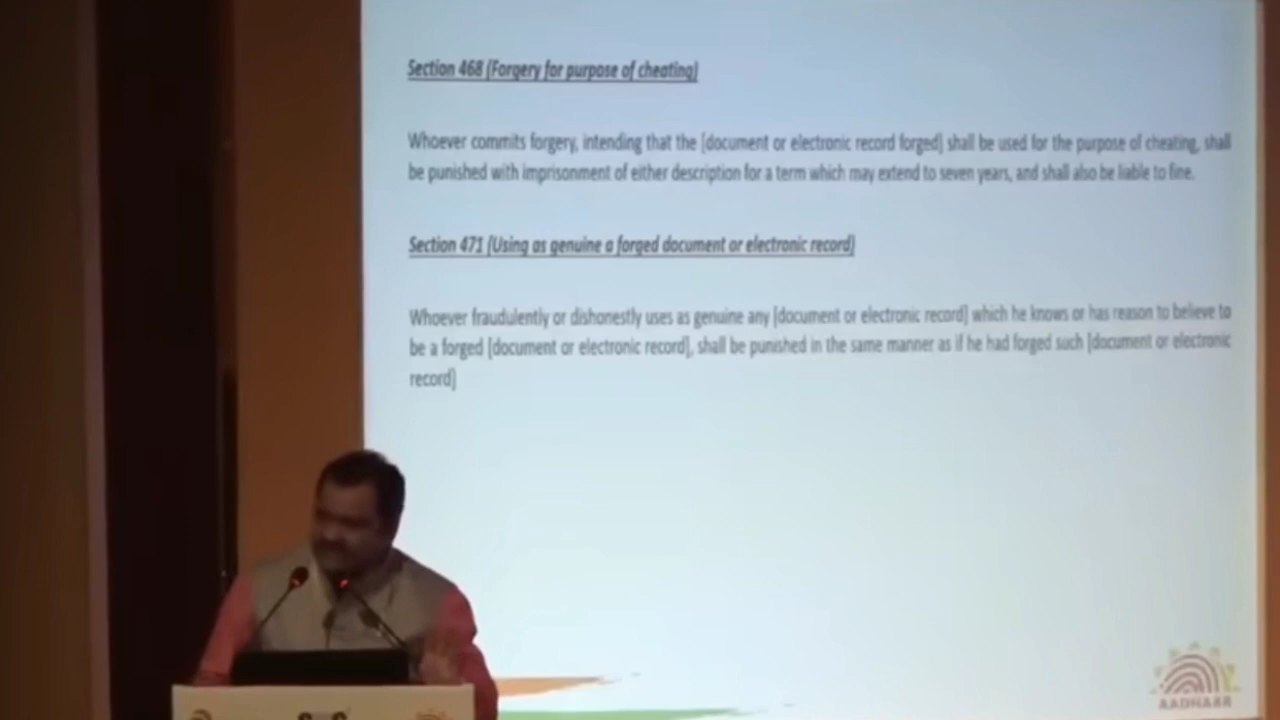 Section 468 (Forgery for purpose of cheating)
Whoever commits forgery, intending that the [document or electronic record forged] shall be used for the purpose of cheating, shall
be punished with imprisonment of either description for a term which may extend to seven years, and shall also be liable to fine.
Section 471 (Using as genuine a forged document or electronic record)
Whoever fraudulently or dishonestly uses as genuine any [document or electronic record] which he knows or has reason to believe to
be a forged [document or electronic record], shall be punished in the same manner as if he had forged such [document or electronic
record]
AADHAAR